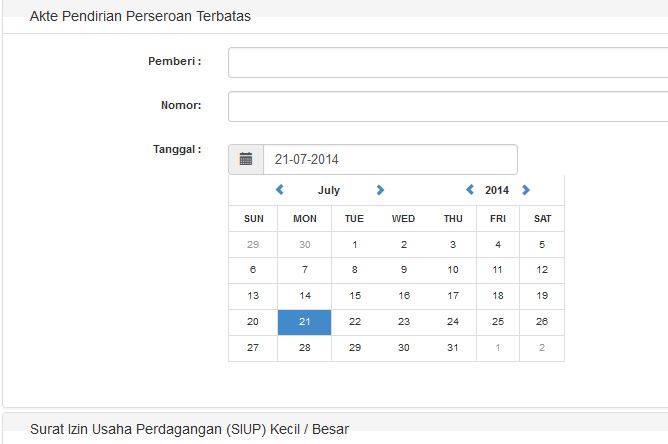 Akte Pendirian Perseroan Terbatas
Pemberi :
Nomor:
Tanggal : 21-07-2014
July 2014
SUN MON TUE WED THU FRI SAT
29 30 1 2 3 4 5
6 7 8 9 10 11 12
13 14 15 16 17 18 19
20 21 22 23 24 25 26
27 28 29 30 31 1 2
Surat Izin Usaha Perdagangan (SIUP) Kecil / Besar